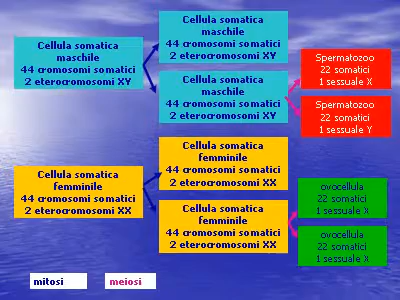 Cellula somatica
maschile
44 cromosomi somatici
2 eterocromosomi XY
Cellula somatica
maschile
44 cromosomi somatici
2 eterocromosomi XY
Cellula somatica
maschile
44 cromosomi somatici
2 eterocromosomi XY
Spermatozoo
22 somatici
1 sessuale X
Spermatozoo
22 somatici
1 sessuale Y
Cellula somatica
femminile
44 cromosomi somatici
2 eterocromosomi XX
Cellula somatica
femminile
44 cromosomi somatici
2 eterocromosomi XX
Cellula somatica
femminile
44 cromosomi somatici
2 eterocromosomi XX
ovocellula
22 somatici
1 sessuale X
ovocellula
22 somatici
1 sessuale X
mitosi
meiosi